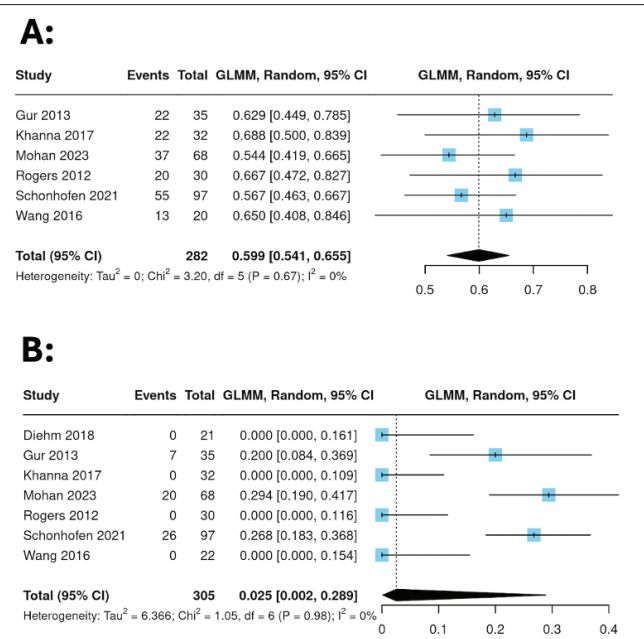 A:
Study Events Total GLMM, Random, 95% CI GLMM, Random, 95% CI
Gur 2013 22 35 0.629 [0.449, 0.785]
Khanna 2017 22 32 0.688 [0.500, 0.839]
Mohan 2023 37 68 0.544 [0.419, 0.665]
Rogers 2012 20 30 0.667 [0.472, 0.827]
Schonhofen 2021 55 97 0.567 [0.463, 0.667]
Wang 2016 13 20 0.650 [0.408, 0.846]
Total (95% CI) 282 0.599 [0.541, 0.655]
Heterogeneity: Tau² = 0; Chi² = 3.20, df = 5 (P = 0.67); I² = 0%
0.5 0.6 0.7 0.8
B:
Study Events Total GLMM, Random, 95% CI GLMM, Random, 95% CI
Diehm 2018 0 21 0.000 [0.000, 0.161]
Gur 2013 7 35 0.200 [0.084, 0.369]
Khanna 2017 0 32 0.000 [0.000, 0.109]
Mohan 2023 20 68 0.294 [0.190, 0.417]
Rogers 2012 0 30 0.000 [0.000, 0.116]
Schonhofen 2021 26 97 0.268 [0.183, 0.368]
Wang 2016 0 22 0.000 [0.000, 0.154]
Total (95% CI) 305 0.025 [0.002, 0.289]
Heterogeneity: Tau² = 6.366; Chi² = 1.05, df = 6 (P = 0.98); I² = 0%
0 0.1 0.2 0.3 0.4